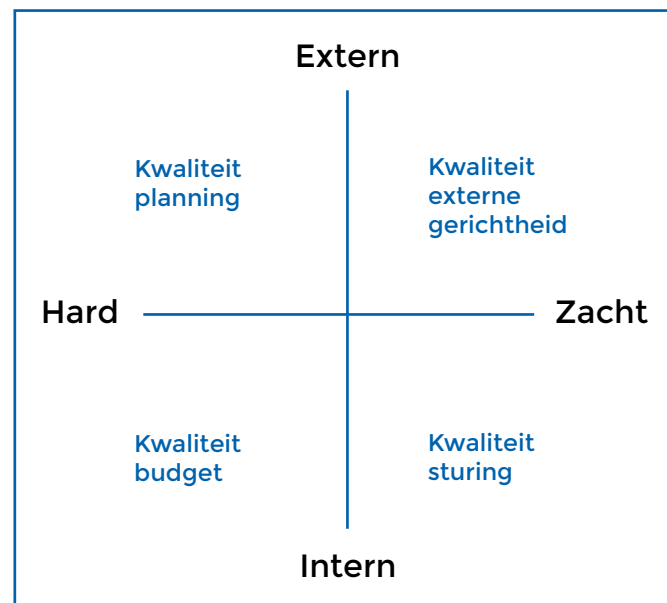 Extern
Kwaliteit
planning
Kwaliteit
externe
gerichtheid
Hard
Zacht
Kwaliteit
budget
Kwaliteit
sturing
Intern